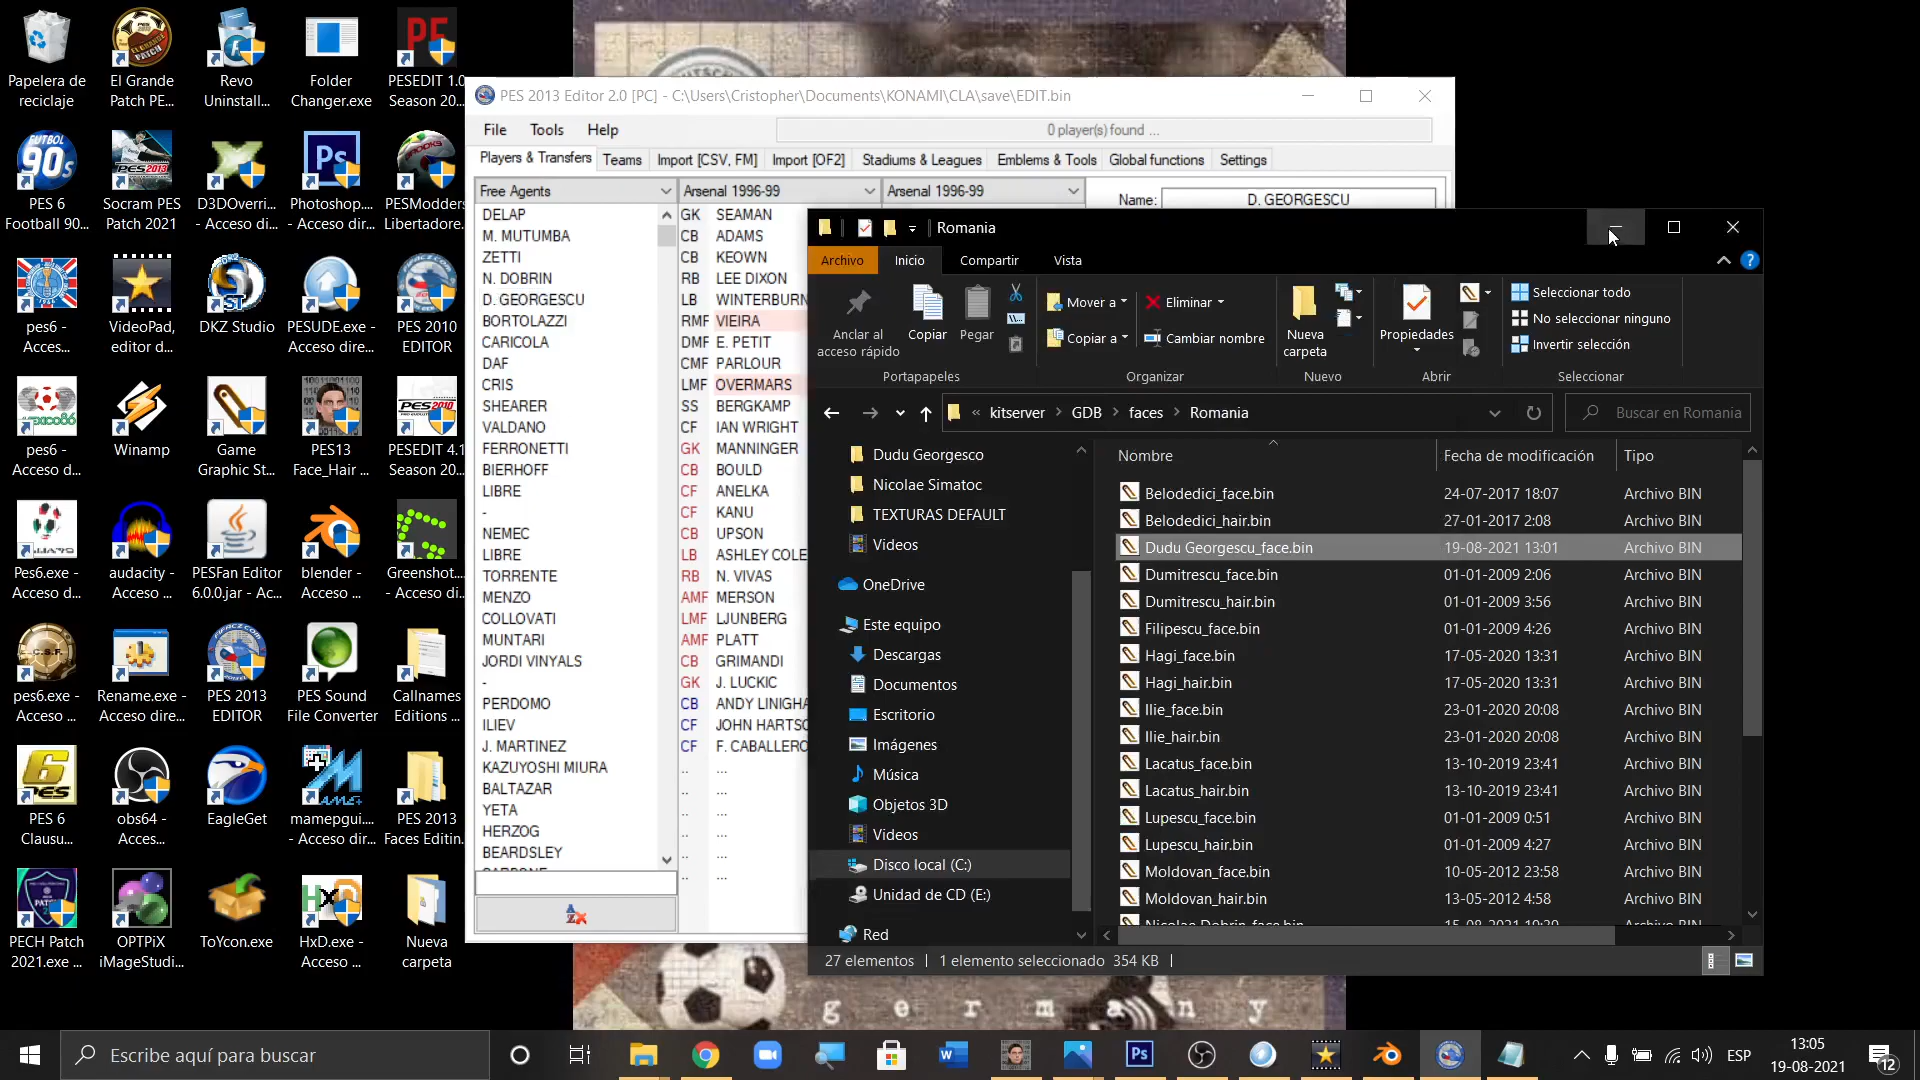 Papelera de
reciclaje
El Grande
Patch PE...
Revo
Uninstall...
Folder
Changer.exe
PESEDIT 1.0
Season 20...
PES 6
Football 90...
Socram PES
Patch 2021
D3DOverri...
- Acceso di...
Photoshop....
- Acceso dir...
PESModders
Libertadore...
pes6 -
Acces...
VideoPad,
editor d...
DKZ Studio
PESUDE.exe -
Acceso dire...
PES 2010
EDITOR
pes6 -
Acceso d...
Winamp
Game
Graphic St...
PES13
Face_Hair ...
PESEDIT 4.1
Season 20...
Pes6.exe -
Acceso d...
audacity -
Acceso ...
PESFan Editor
6.0.0.jar - Ac...
blender -
Acceso ...
Greenshot....
- Acceso di...
pes6.exe -
Acceso ...
Rename.exe -
Acceso dire...
PES 2013
EDITOR
PES Sound
File Converter
Callnames
Editions ...
PES 6
Clausu...
obs64 -
Acces...
EagleGet
mamepgui....
- Acceso dir...
PES 2013
Faces Editin...
PECH Patch
2021.exe ...
OPTPiX
iMageStudi...
ToYcon.exe
HxD.exe -
Acceso ...
Nueva
carpeta
PES 2013 Editor 2.0 [PC] - C:\Users\Cristopher\Documents\KONAMI\CLA\save\EDIT.bin
File Tools Help
0 player(s) found ...
Players & Transfers Teams Import [CSV, FM] Import [OF2] Stadiums & Leagues Emblems & Tools Global functions Settings
Free Agents Arsenal 1996-99 Arsenal 1996-99
Name: D. GEORGESCU
DELAP
M. MUTUMBA
ZETTI
N. DOBRIN
D. GEORGESCU
BORTOLAZZI
CARICOLA
DAF
CRIS
SHEARER
VALDANO
FERRONETTI
BIERHOFF
LIBRE
-
NEMEC
LIBRE
TORRENTE
MENZO
COLLOVATI
MUNTARI
JORDI VINYALS
-
PERDOMO
ILIEV
J. MARTINEZ
KAZUYOSHI MIURA
BALTAZAR
YETA
HERZOG
BEARDSLEY
GK SEAMAN
CB ADAMS
CB KEOWN
RB LEE DIXON
LB WINTERBURN
RMF VIEIRA
DMF E. PETIT
CMF PARLOUR
LMF OVERMARS
SS BERGKAMP
CF IAN WRIGHT
GK MANNINGER
CB BOULD
CF ANELKA
CF KANU
CB UPSON
LB ASHLEY COLE
RB N. VIVAS
AMF MERSON
LMF LJUNBERG
AMF PLATT
CB GRIMANDI
GK J. LUCKIC
CB ANDY LINIGHA
CF JOHN HARTSO
CF F. CABALLERO
.. ...
.. ...
.. ...
.. ...
.. ...
.. ...
Romania
Archivo Inicio Compartir Vista
Anclar al
acceso rápido
Copiar
Pegar
Mover a
Copiar a
Eliminar
Cambiar nombre
Nueva
carpeta
Propiedades
Seleccionar todo
No seleccionar ninguno
Invertir selección
Portapapeles Organizar Nuevo Abrir Seleccionar
« kitserver > GDB > faces > Romania
Buscar en Romania
Dudu Georgesco
Nicolae Simatoc
TEXTURAS DEFAULT
Videos
OneDrive
Este equipo
Descargas
Documentos
Escritorio
Imágenes
Música
Objetos 3D
Videos
Disco local (C:)
Unidad de CD (E:)
Red
Nombre Fecha de modificación Tipo
Belodedici_face.bin 24-07-2017 18:07 Archivo BIN
Belodedici_hair.bin 27-01-2017 2:08 Archivo BIN
Dudu Georgescu_face.bin 19-08-2021 13:01 Archivo BIN
Dumitrescu_face.bin 01-01-2009 2:06 Archivo BIN
Dumitrescu_hair.bin 01-01-2009 3:56 Archivo BIN
Filipescu_face.bin 01-01-2009 4:26 Archivo BIN
Hagi_face.bin 17-05-2020 13:31 Archivo BIN
Hagi_hair.bin 17-05-2020 13:31 Archivo BIN
Ilie_face.bin 23-01-2020 20:08 Archivo BIN
Ilie_hair.bin 23-01-2020 20:08 Archivo BIN
Lacatus_face.bin 13-10-2019 23:41 Archivo BIN
Lacatus_hair.bin 13-10-2019 23:41 Archivo BIN
Lupescu_face.bin 01-01-2009 0:51 Archivo BIN
Lupescu_hair.bin 01-01-2009 4:27 Archivo BIN
Moldovan_face.bin 10-05-2012 23:58 Archivo BIN
Moldovan_hair.bin 13-05-2012 4:58 Archivo BIN
Nicolae Dobrin_face.bin 15-08-2021 19:39 Archivo BIN
27 elementos | 1 elemento seleccionado 354 KB
g e r m a n y
Escribe aquí para buscar
ESP
13:05
19-08-2021
12